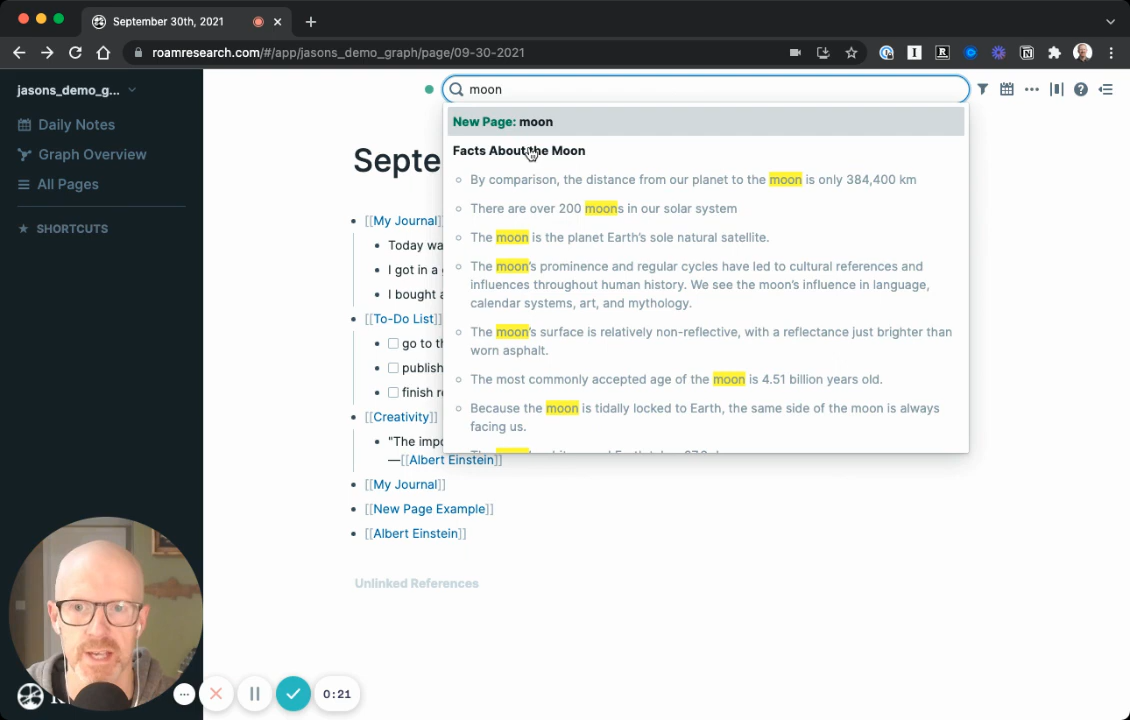 September 30th, 2021
roamresearch.com/#/app/jasons_demo_graph/page/09-30-2021
jasons_demo_g...
Daily Notes
Graph Overview
All Pages
SHORTCUTS
moon
New Page: moon
Facts About the Moon
By comparison, the distance from our planet to the moon is only 384,400 km
There are over 200 moons in our solar system
The moon is the planet Earth's sole natural satellite.
The moon's prominence and regular cycles have led to cultural references and
influences throughout human history. We see the moon's influence in language,
calendar systems, art, and mythology.
The moon's surface is relatively non-reflective, with a reflectance just brighter than
worn asphalt.
The most commonly accepted age of the moon is 4.51 billion years old.
Because the moon is tidally locked to Earth, the same side of the moon is always
facing us.
Septe
[[My Journal]
Today wa
I got in a
I bought
[[To-Do List]]
go to th
publish
finish r
[[Creativity]]
"The impo
—[[Albert Einstein]]
[[My Journal]]
[[New Page Example]]
[[Albert Einstein]]
Unlinked References
0:21